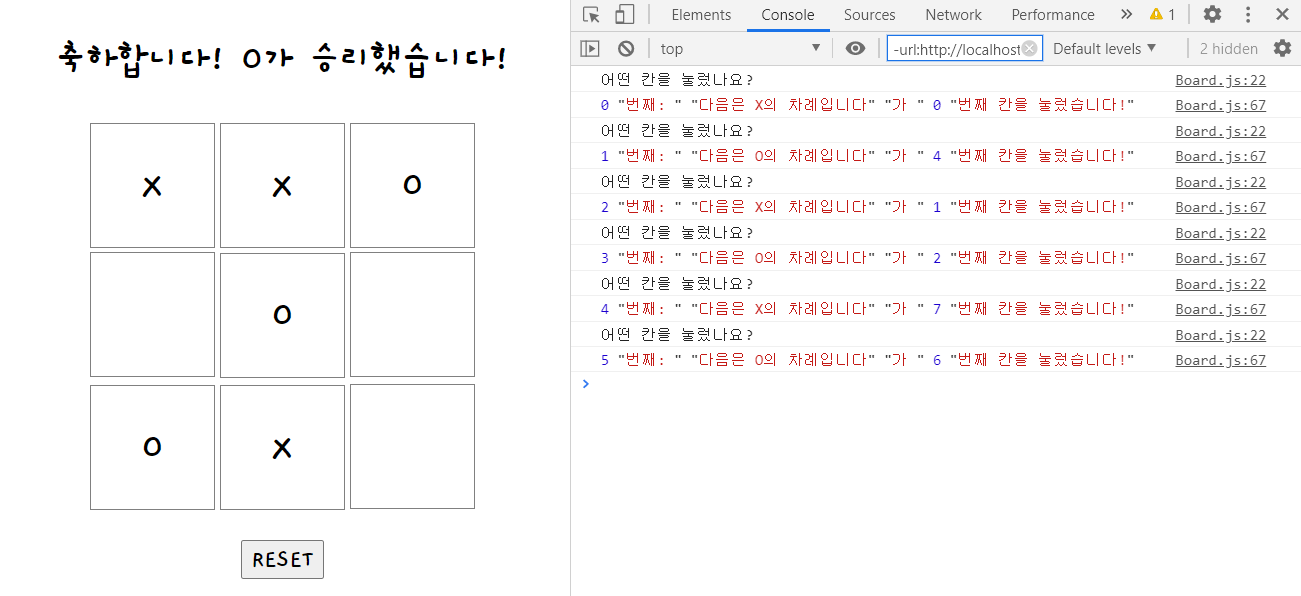 축하합니다! O가 승리했습니다!
X X O
O
O X
RESET
Elements Console Sources Network Performance » 1
top -url:http://localhost Default levels 2 hidden
어떤 칸을 눌렀나요? Board.js:22
0 "번째: " "다음은 X의 차례입니다" "가 " 0 "번째 칸을 눌렀습니다!" Board.js:67
어떤 칸을 눌렀나요? Board.js:22
1 "번째: " "다음은 O의 차례입니다" "가 " 4 "번째 칸을 눌렀습니다!" Board.js:67
어떤 칸을 눌렀나요? Board.js:22
2 "번째: " "다음은 X의 차례입니다" "가 " 1 "번째 칸을 눌렀습니다!" Board.js:67
어떤 칸을 눌렀나요? Board.js:22
3 "번째: " "다음은 O의 차례입니다" "가 " 2 "번째 칸을 눌렀습니다!" Board.js:67
어떤 칸을 눌렀나요? Board.js:22
4 "번째: " "다음은 X의 차례입니다" "가 " 7 "번째 칸을 눌렀습니다!" Board.js:67
어떤 칸을 눌렀나요? Board.js:22
5 "번째: " "다음은 O의 차례입니다" "가 " 6 "번째 칸을 눌렀습니다!" Board.js:67